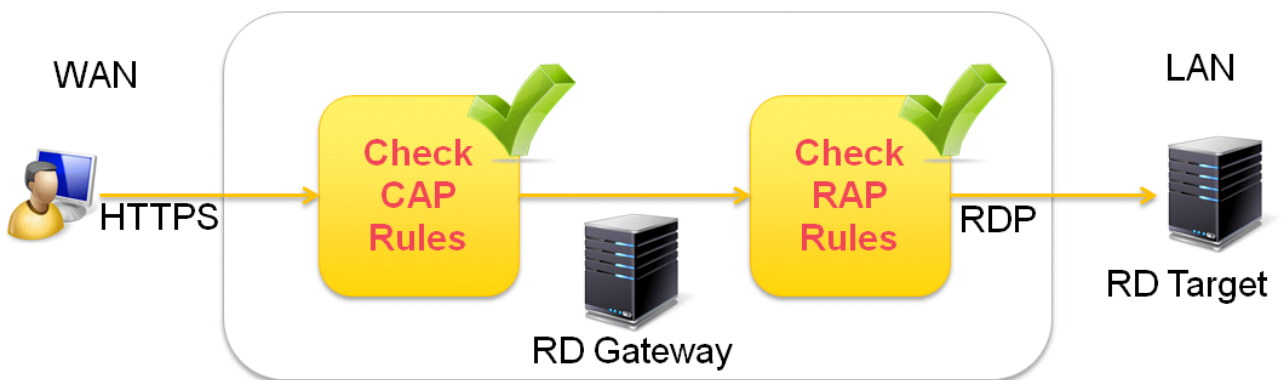 WAN
HTTPS
Check
CAP
Rules
RD Gateway
Check
RAP
Rules
RDP
LAN
RD Target